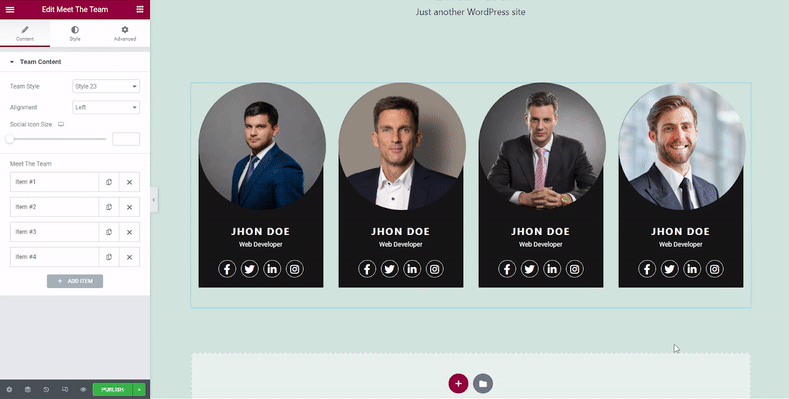 Edit Meet The Team
Content
Style
Advanced
Team Content
Team Style
Style 23
Alignment
Left
Social Icon Size
Meet The Team
Item #1
Item #2
Item #3
Item #4
+ ADD ITEM
PUBLISH
Just another WordPress site
JHON DOE
Web Developer
JHON DOE
Web Developer
JHON DOE
Web Developer
JHON DOE
Web Developer